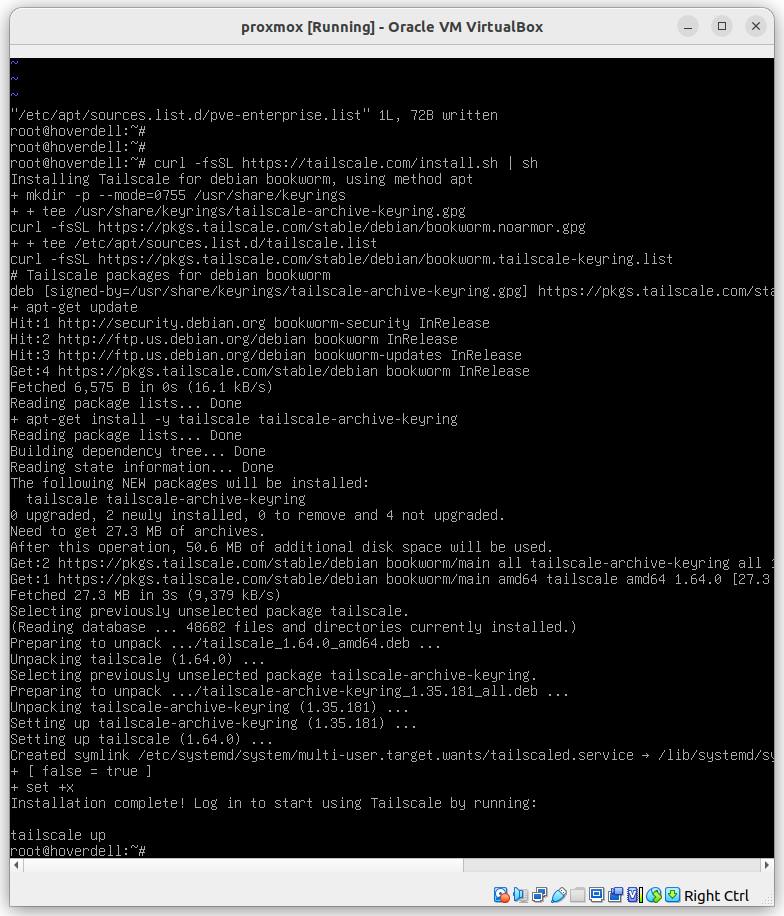 proxmox [Running] - Oracle VM VirtualBox
~
~
~
"/etc/apt/sources.list.d/pve-enterprise.list" 1L, 72B written
root@hoverdell:~#
root@hoverdell:~#
root@hoverdell:~# curl -fsSL https://tailscale.com/install.sh | sh
Installing Tailscale for debian bookworm, using method apt
+ mkdir -p --mode=0755 /usr/share/keyrings
+ + tee /usr/share/keyrings/tailscale-archive-keyring.gpg
curl -fsSL https://pkgs.tailscale.com/stable/debian/bookworm.noarmor.gpg
+ + tee /etc/apt/sources.list.d/tailscale.list
curl -fsSL https://pkgs.tailscale.com/stable/debian/bookworm.tailscale-keyring.list
# Tailscale packages for debian bookworm
deb [signed-by=/usr/share/keyrings/tailscale-archive-keyring.gpg] https://pkgs.tailscale.com/sta
+ apt-get update
Hit:1 http://security.debian.org bookworm-security InRelease
Hit:2 http://ftp.us.debian.org/debian bookworm InRelease
Hit:3 http://ftp.us.debian.org/debian bookworm-updates InRelease
Get:4 https://pkgs.tailscale.com/stable/debian bookworm InRelease
Fetched 6,575 B in 0s (16.1 kB/s)
Reading package lists... Done
+ apt-get install -y tailscale tailscale-archive-keyring
Reading package lists... Done
Building dependency tree... Done
Reading state information... Done
The following NEW packages will be installed:
  tailscale tailscale-archive-keyring
0 upgraded, 2 newly installed, 0 to remove and 4 not upgraded.
Need to get 27.3 MB of archives.
After this operation, 50.6 MB of additional disk space will be used.
Get:2 https://pkgs.tailscale.com/stable/debian bookworm/main all tailscale-archive-keyring all 1
Get:1 https://pkgs.tailscale.com/stable/debian bookworm/main amd64 tailscale amd64 1.64.0 [27.3
Fetched 27.3 MB in 3s (9,379 kB/s)
Selecting previously unselected package tailscale.
(Reading database ... 48682 files and directories currently installed.)
Preparing to unpack .../tailscale_1.64.0_amd64.deb ...
Unpacking tailscale (1.64.0) ...
Selecting previously unselected package tailscale-archive-keyring.
Preparing to unpack .../tailscale-archive-keyring_1.35.181_all.deb ...
Unpacking tailscale-archive-keyring (1.35.181) ...
Setting up tailscale-archive-keyring (1.35.181) ...
Setting up tailscale (1.64.0) ...
Created symlink /etc/systemd/system/multi-user.target.wants/tailscaled.service → /lib/systemd/sy
+ [ false = true ]
+ set +x
Installation complete! Log in to start using Tailscale by running:
tailscale up
root@hoverdell:~#
Right Ctrl